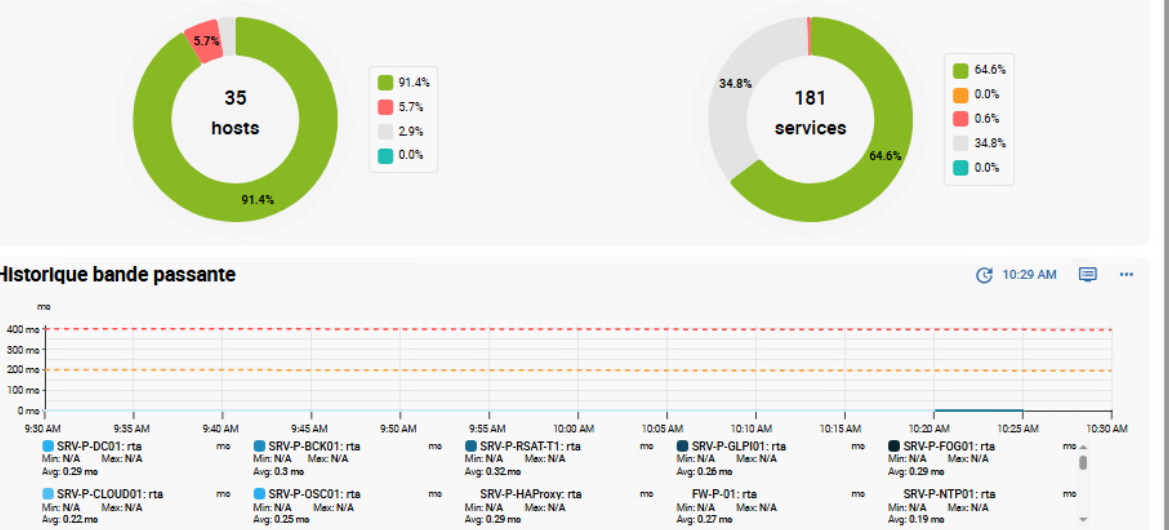 5.7%
35
hosts
91.4%
91.4%
5.7%
2.9%
0.0%
34.8%
181
services
64.6%
64.6%
0.0%
0.6%
34.8%
0.0%
Historique bande passante
10:29 AM
ms
400 ms
300 ms
200 ms
100 ms
0 ms
9:30 AM 9:35 AM 9:40 AM 9:45 AM 9:50 AM 9:55 AM 10:00 AM 10:05 AM 10:10 AM 10:15 AM 10:20 AM 10:25 AM 10:30 AM
SRV-P-DC01: rta ms SRV-P-BCK01: rta ms SRV-P-RSAT-T1: rta ms SRV-P-GLPI01: rta ms SRV-P-FOG01: rta ms
Min: N/A Max: N/A Min: N/A Max: N/A Min: N/A Max: N/A Min: N/A Max: N/A Min: N/A Max: N/A
Avg: 0.29 ms Avg: 0.3 ms Avg: 0.32 ms Avg: 0.26 ms Avg: 0.29 ms
SRV-P-CLOUD01: rta ms SRV-P-OSC01: rta ms SRV-P-HAProxy: rta ms FW-P-01: rta ms SRV-P-NTP01: rta ms
Min: N/A Max: N/A Min: N/A Max: N/A Min: N/A Max: N/A Min: N/A Max: N/A Min: N/A Max: N/A
Avg: 0.22 ms Avg: 0.25 ms Avg: 0.29 ms Avg: 0.27 ms Avg: 0.19 ms